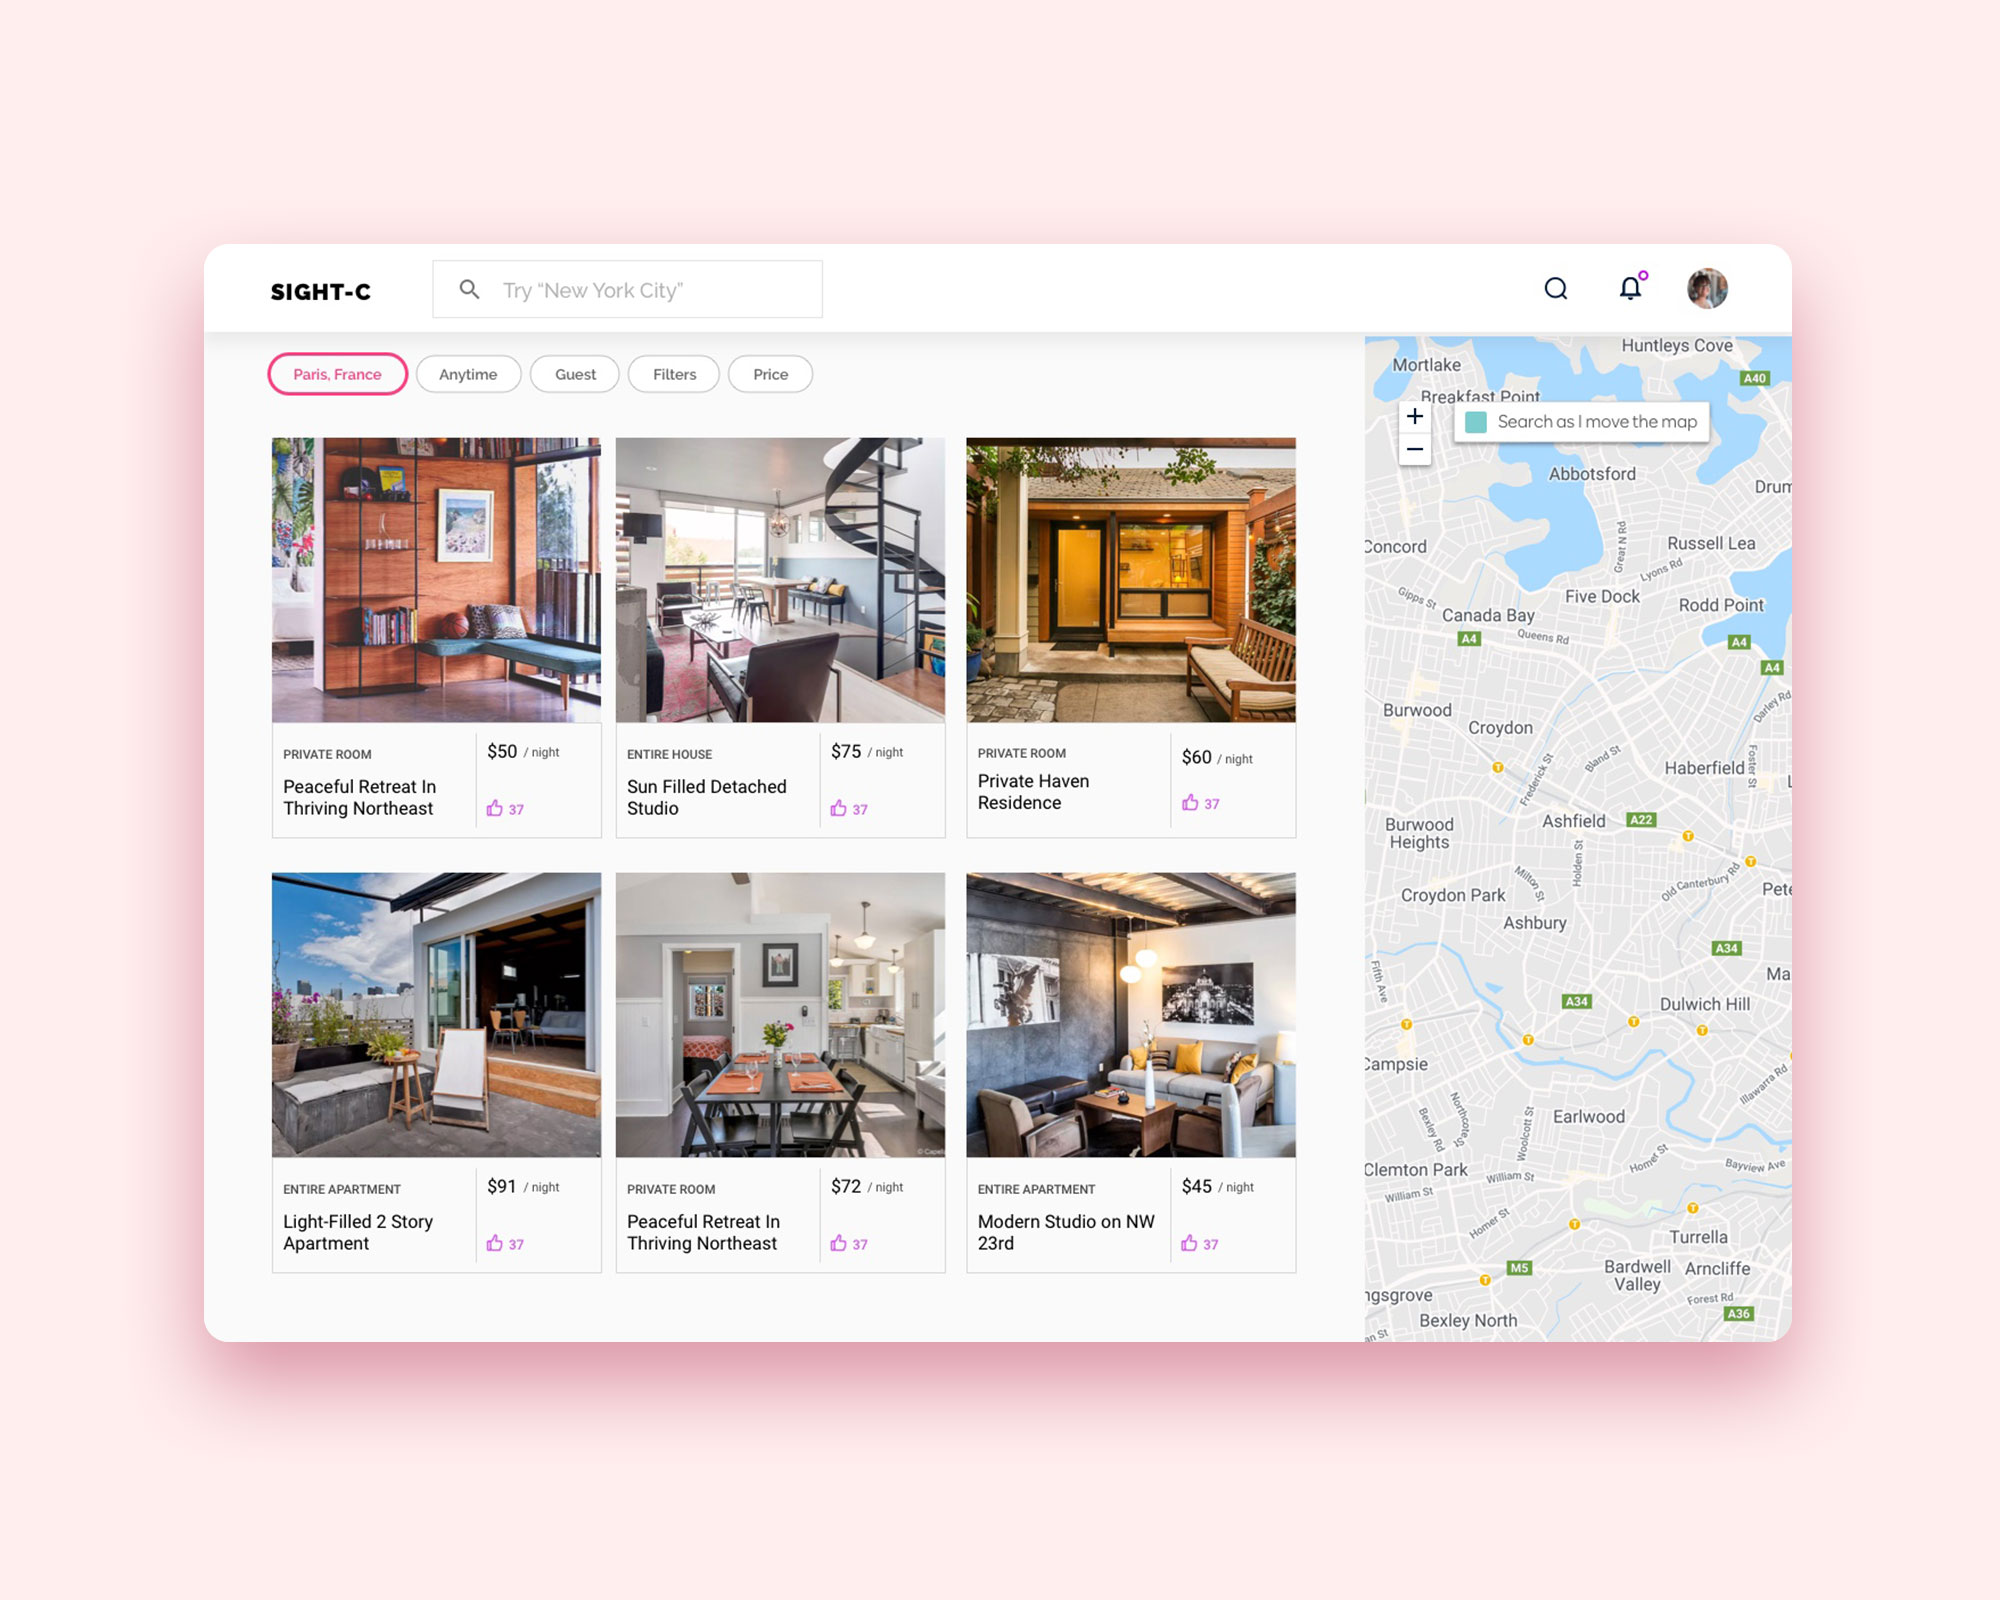 SIGHT-C
Try “New York City”
Paris, France
Anytime
Guest
Filters
Price
PRIVATE ROOM
$50 / night
Peaceful Retreat In
Thriving Northeast
37
ENTIRE HOUSE
$75 / night
Sun Filled Detached
Studio
37
PRIVATE ROOM
$60 / night
Private Haven
Residence
37
ENTIRE APARTMENT
$91 / night
Light-Filled 2 Story
Apartment
37
© Capell
PRIVATE ROOM
$72 / night
Peaceful Retreat In
Thriving Northeast
37
ENTIRE APARTMENT
$45 / night
Modern Studio on NW
23rd
37
Huntleys Cove
Mortlake
A40
Breakfast Point
+
Search as I move the map
−
Abbotsford
Drum
Great N Rd
Concord
Russell Lea
Lyons Rd
Gipps St
Five Dock
Rodd Point
Canada Bay
A4
Queens Rd
A4
A4
Darley Rd
Burwood
Croydon
Bland St
Foster St
Frederick St
Haberfield
L
Burwood
Heights
Ashfield
A22
Holden St
Milton St
Old Canterbury Rd
Croydon Park
Pete
Ashbury
A34
Fifth Ave
Ma
A34
Dulwich Hill
Campsie
Illawarra Rd
Northcote St
Bexley Rd
Woolcott St
Earlwood
Homer St
Bayview Ave
Clemton Park
William St
William St
Homer St
Turrella
M5
Bardwell
Valley
Arncliffe
ngsgrove
Forest Rd
A36
Bexley North
an St
T
T
T
T
T
T
T
T
T
T